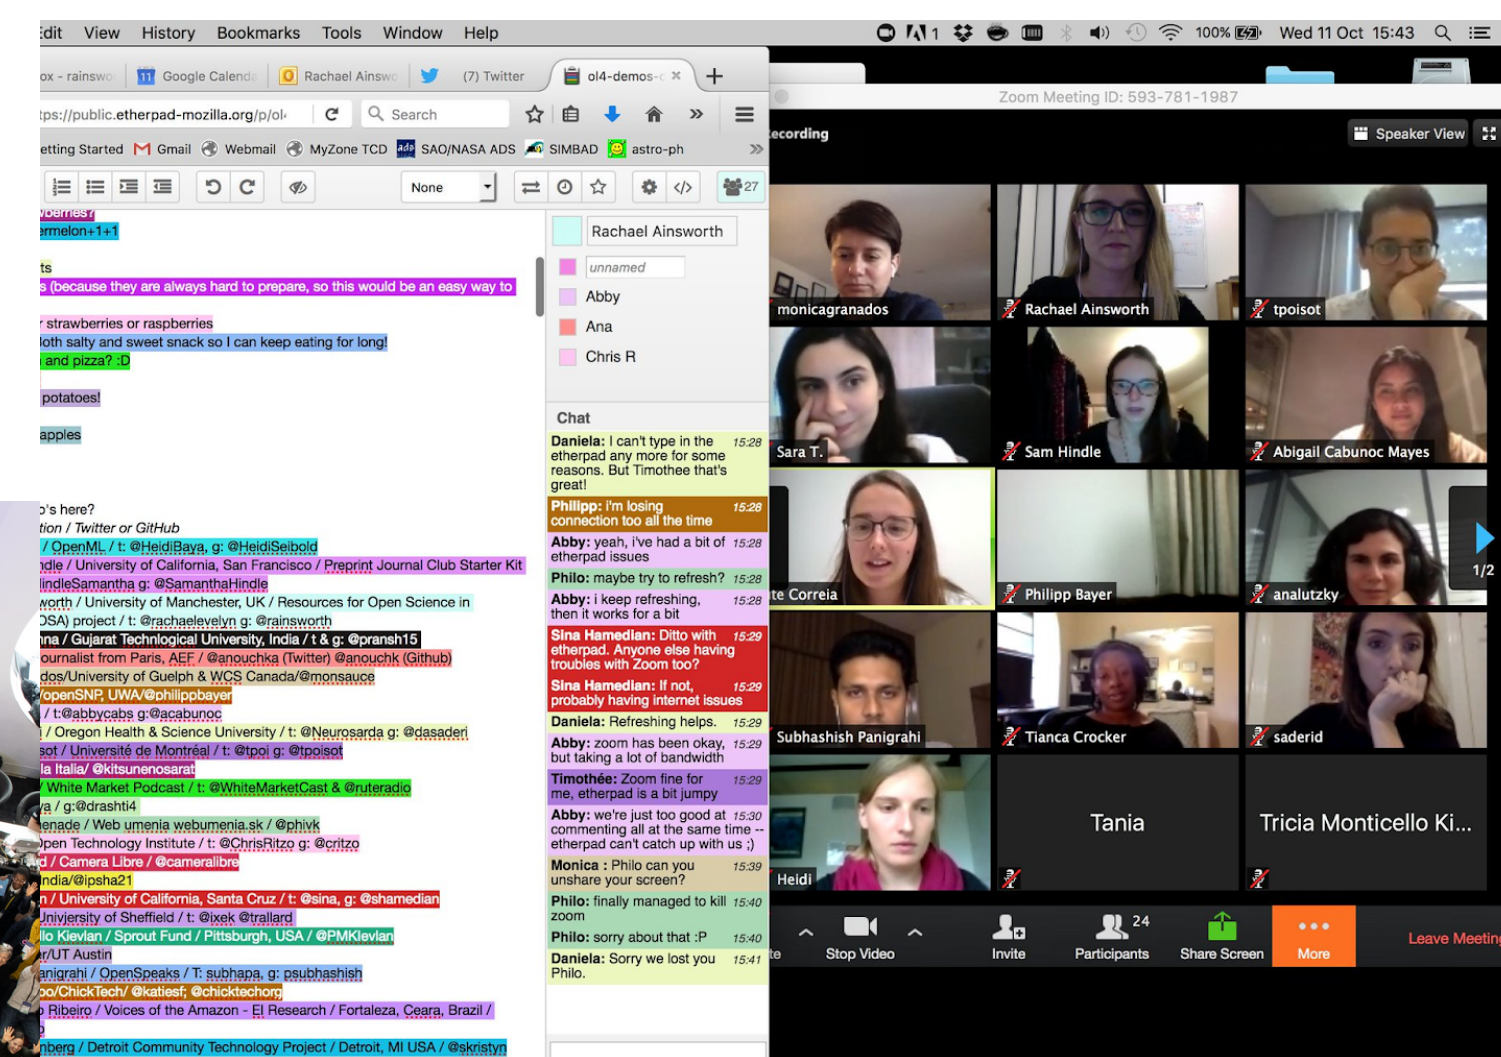 Edit View History Bookmarks Tools Window Help
1 100% Wed 11 Oct 15:43
ox - rainswo Google Calenda Rachael Ainswo (7) Twitter ol4-demos-c
11
tps://public.etherpad-mozilla.org/p/ol4 Search
etting Started Gmail Webmail MyZone TCD ads SAO/NASA ADS SIMBAD astro-ph
None 27
wberries?
ermelon+1+1
ts
s (because they are always hard to prepare, so this would be an easy way to
r strawberries or raspberries
oth salty and sweet snack so I can keep eating for long!
and pizza? :D
potatoes!
apples
o's here?
tion / Twitter or GitHub
/ OpenML / t: @HeidiBaya, g: @HeidiSeibold
ndle / University of California, San Francisco / Preprint Journal Club Starter Kit
HindleSamantha g: @SamanthaHindle
worth / University of Manchester, UK / Resources for Open Science in
OSA) project / t: @rachaelevelyn g: @rainsworth
nna / Gujarat Technlogical University, India / t & g: @pransh15
ournalist from Paris, AEF / @anouchka (Twitter) @anouchk (Github)
dos/University of Guelph & WCS Canada/@monsauce
/openSNP, UWA/@philippbayer
/ t:@abbycabs g:@acabunoc
/ Oregon Health & Science University / t: @Neurosarda g: @dasaderi
sot / Université de Montréal / t: @tpoi g: @tpoisot
la Italia/ @kitsunenosarat
/ White Market Podcast / t: @WhiteMarketCast & @ruteradio
va / g:@drashti4
enade / Web umenia webumenia.sk / @phivk
Open Technology Institute / t: @ChrisRitzo g: @critzo
d / Camera Libre / @cameralibre
India/@ipsha21
n / University of California, Santa Cruz / t: @sina, g: @shamedian
Univjersity of Sheffield / t: @ixek @trallard
llo Kievlan / Sprout Fund / Pittsburgh, USA / @PMKlevlan
r/UT Austin
anigrahi / OpenSpeaks / T: subhapa, g: psubhashish
oo/ChickTech/ @katiesf; @chicktechorg
o Ribeiro / Voices of the Amazon - EI Research / Fortaleza, Ceara, Brazil /
nberg / Detroit Community Technology Project / Detroit, MI USA / @skristyn
Rachael Ainsworth
unnamed
Abby
Ana
Chris R
Chat
Daniela: I can't type in the 15:28
etherpad any more for some
reasons. But Timothee that's
great!
Philipp: i'm losing 15:28
connection too all the time
Abby: yeah, i've had a bit of 15:28
etherpad issues
Philo: maybe try to refresh? 15:28
Abby: i keep refreshing, 15:28
then it works for a bit
Sina Hamedian: Ditto with 15:29
etherpad. Anyone else having
troubles with Zoom too?
Sina Hamedian: If not, 15:29
probably having internet issues
Daniela: Refreshing helps. 15:29
Abby: zoom has been okay, 15:29
but taking a lot of bandwidth
Timothée: Zoom fine for 15:29
me, etherpad is a bit jumpy
Abby: we're just too good at 15:30
commenting all at the same time --
etherpad can't catch up with us ;)
Monica : Philo can you 15:39
unshare your screen?
Philo: finally managed to kill 15:40
zoom
Philo: sorry about that :P 15:40
Daniela: Sorry we lost you 15:41
Philo.
Zoom Meeting ID: 593-781-1987
ecording Speaker View
monicagranados Rachael Ainsworth tpoisot
Sara T. Sam Hindle Abigail Cabunoc Mayes
te Correia Philipp Bayer analutzky
1/2
Subhashish Panigrahi Tianca Crocker saderid
Heidi Tania Tricia Monticello Ki...
te Stop Video Invite Participants 24 Share Screen More Leave Meeting